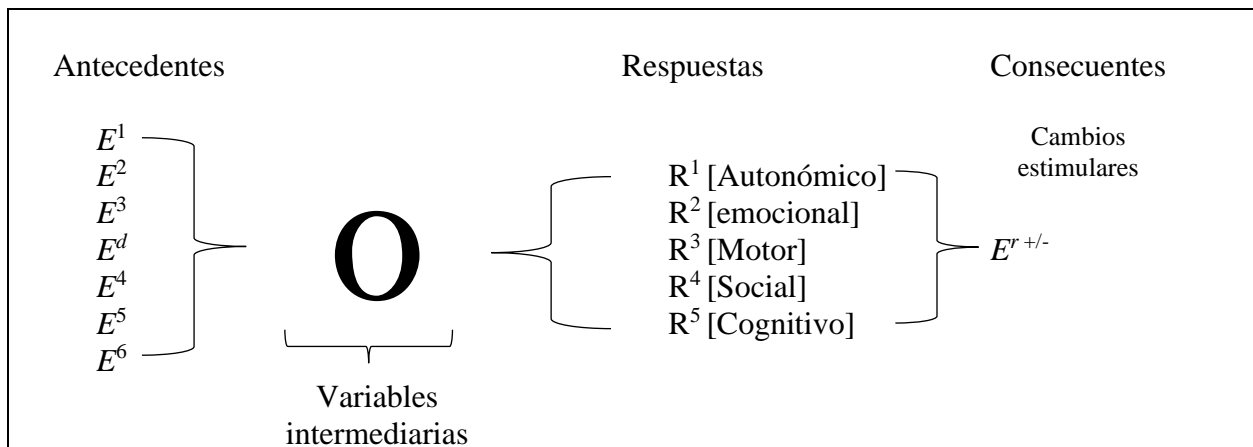 Antecedentes
E¹
E²
E³
Eᵈ
E⁴
E⁵
E⁶
O
Variables
intermediarias
Respuestas
R¹ [Autonómico]
R² [emocional]
R³ [Motor]
R⁴ [Social]
R⁵ [Cognitivo]
Consecuentes
Cambios
estimulares
Eʳ ⁺/⁻